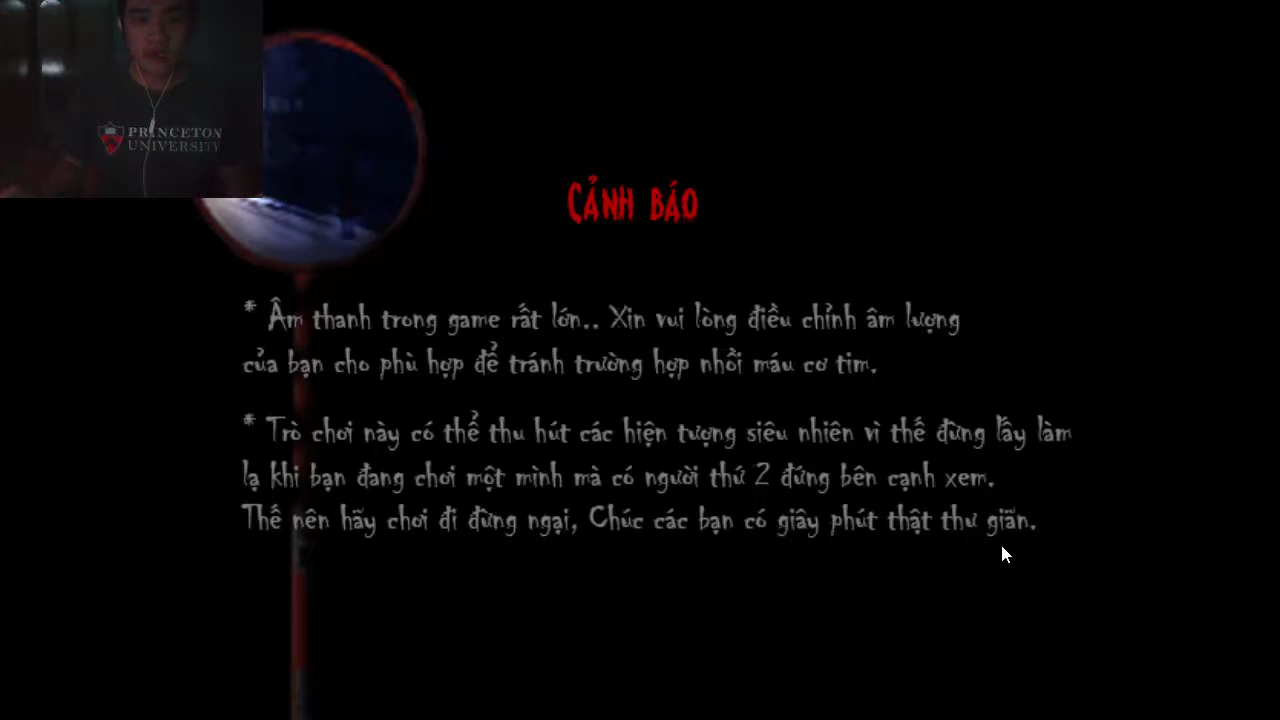 PRINCETON
UNIVERSITY
CẢNH BÁO
* Âm thanh trong game rất lớn.. Xin vui lòng điều chỉnh âm lượng
của bạn cho phù hợp để tránh trường hợp nhồi máu cơ tim.
* Trò chơi này có thể thu hút các hiện tượng siêu nhiên vì thế đừng lấy làm
lạ khi bạn đang chơi một mình mà có người thứ 2 đứng bên cạnh xem.
Thế nên hãy chơi đi đừng ngại, Chúc các bạn có giây phút thật thư giãn.